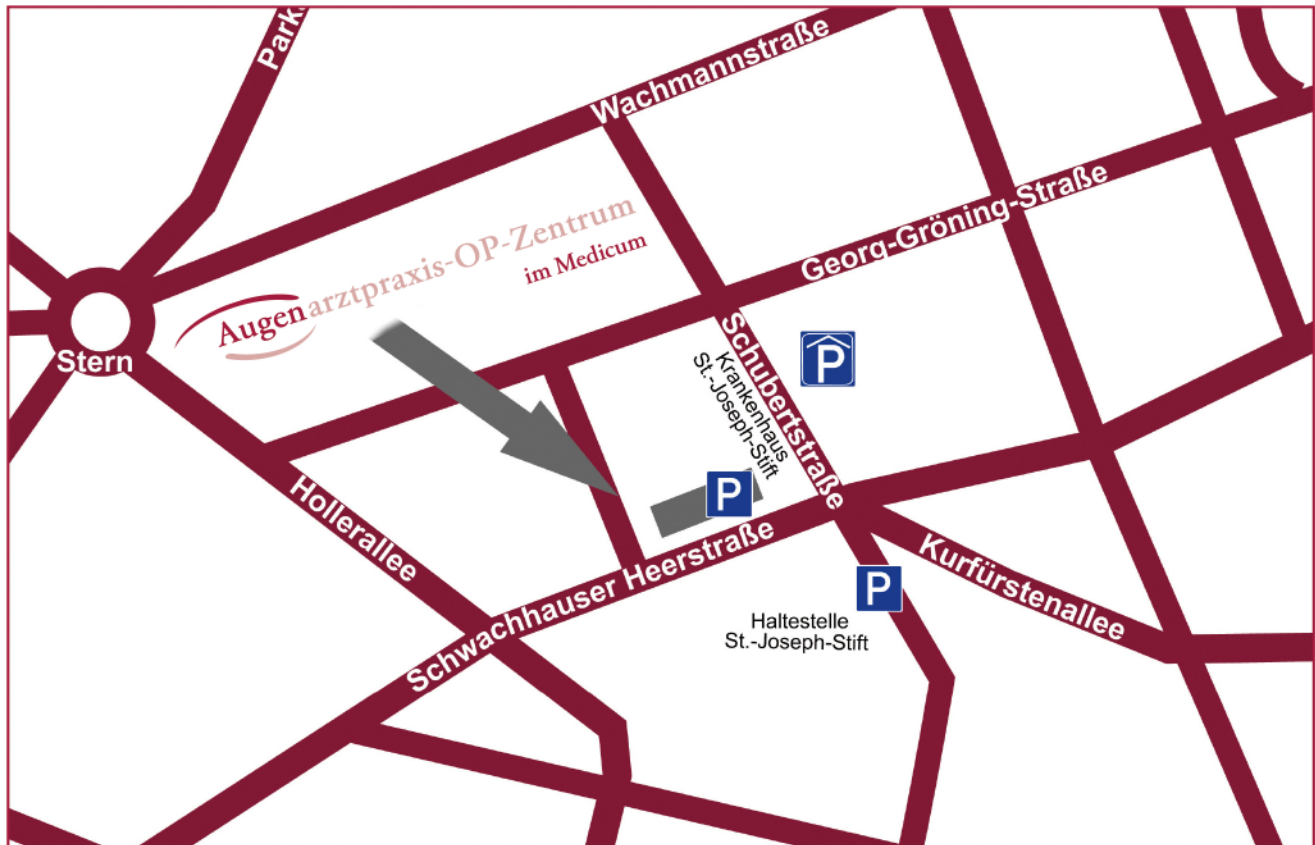 Park
Wachmannstraße
Georg-Gröning-Straße
Augenarztpraxis-OP-Zentrum
im Medicum
Stern
Schubertstraße
Krankenhaus
St.-Joseph-Stift
P
P
Hollerallee
Schwachhauser Heerstraße
Kurfürstenallee
P
Haltestelle
St.-Joseph-Stift